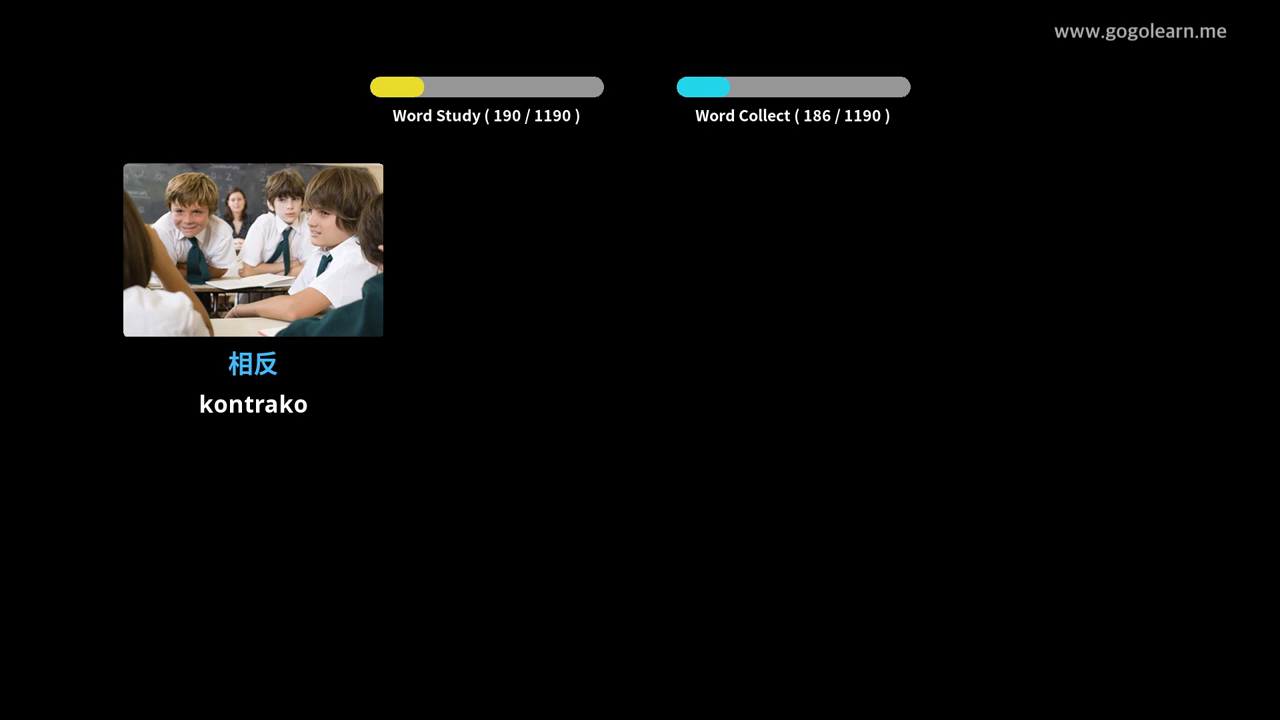 www.gogolearn.me
Word Study ( 190 / 1190 )
Word Collect ( 186 / 1190 )
相反
kontrako